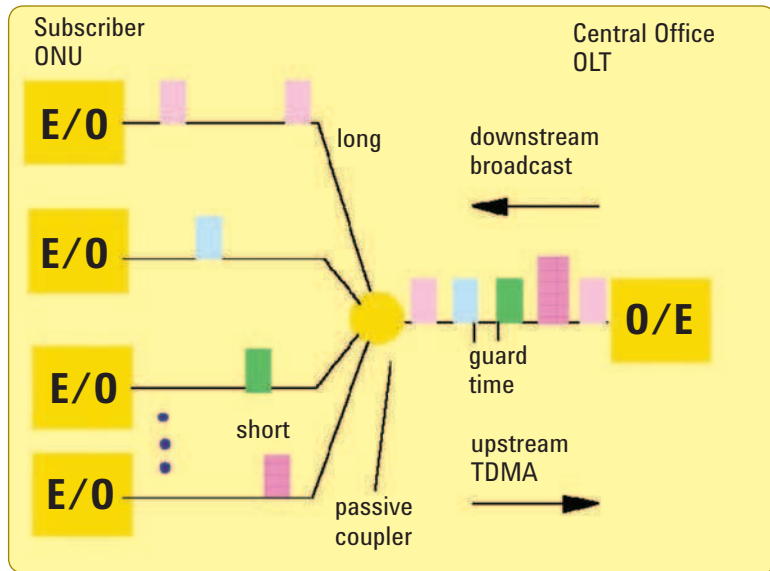 Subscriber
ONU
Central Office
OLT
E/O
long
downstream
broadcast
E/O
O/E
guard
time
E/O
short
upstream
TDMA
E/O
passive
coupler